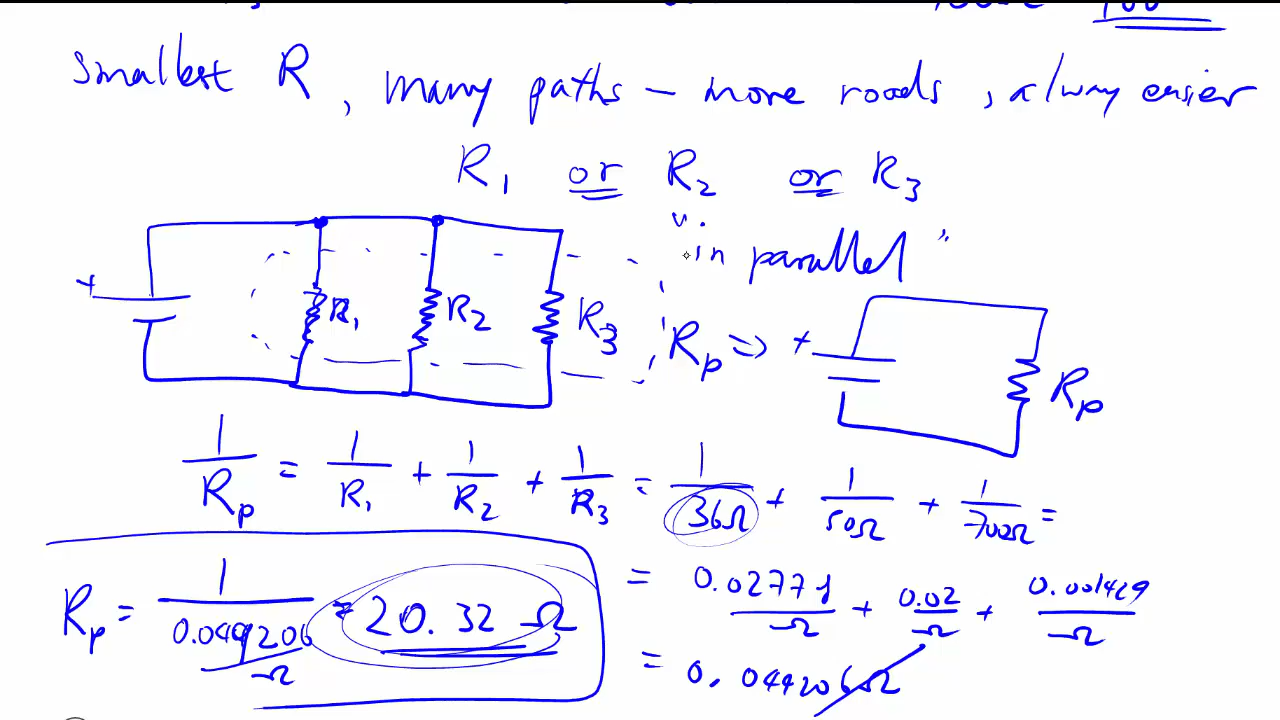 smallest R, many paths – more roads, alway easier
R1 or R2 or R3
"in parallel"
+ R1 R2 R3 Rp => + Rp
1/Rp = 1/R1 + 1/R2 + 1/R3 = 1/36Ω + 1/50Ω + 1/700Ω =
= 0.02777/Ω + 0.02/Ω + 0.001429/Ω
Rp = 1/(0.049206/Ω) = 20.32 Ω
= 0.049206